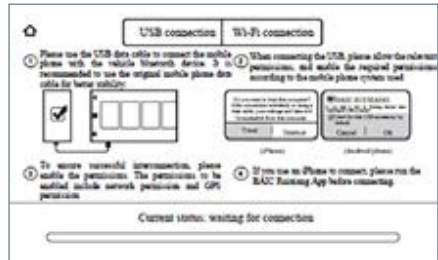 USB connection
Wi-Fi connection
① Please use the USB data cable to connect the mobile
phone with the vehicle bluetooth device. It is
recommended to use the original mobile phone data
cable for better stability.
② When connecting the USB, please allow the relevant
permissions, and enable the required permissions
according to the mobile phone system used
Trust
Cancel
OK
(iPhone)
(Android phone)
③ To ensure successful interconnection, please
enable the permissions. The permissions to be
enabled include network permission and GPS
permission
④ If you use an iPhone to connect, please run the
BAIC Running App before connecting.
Current status: waiting for connection